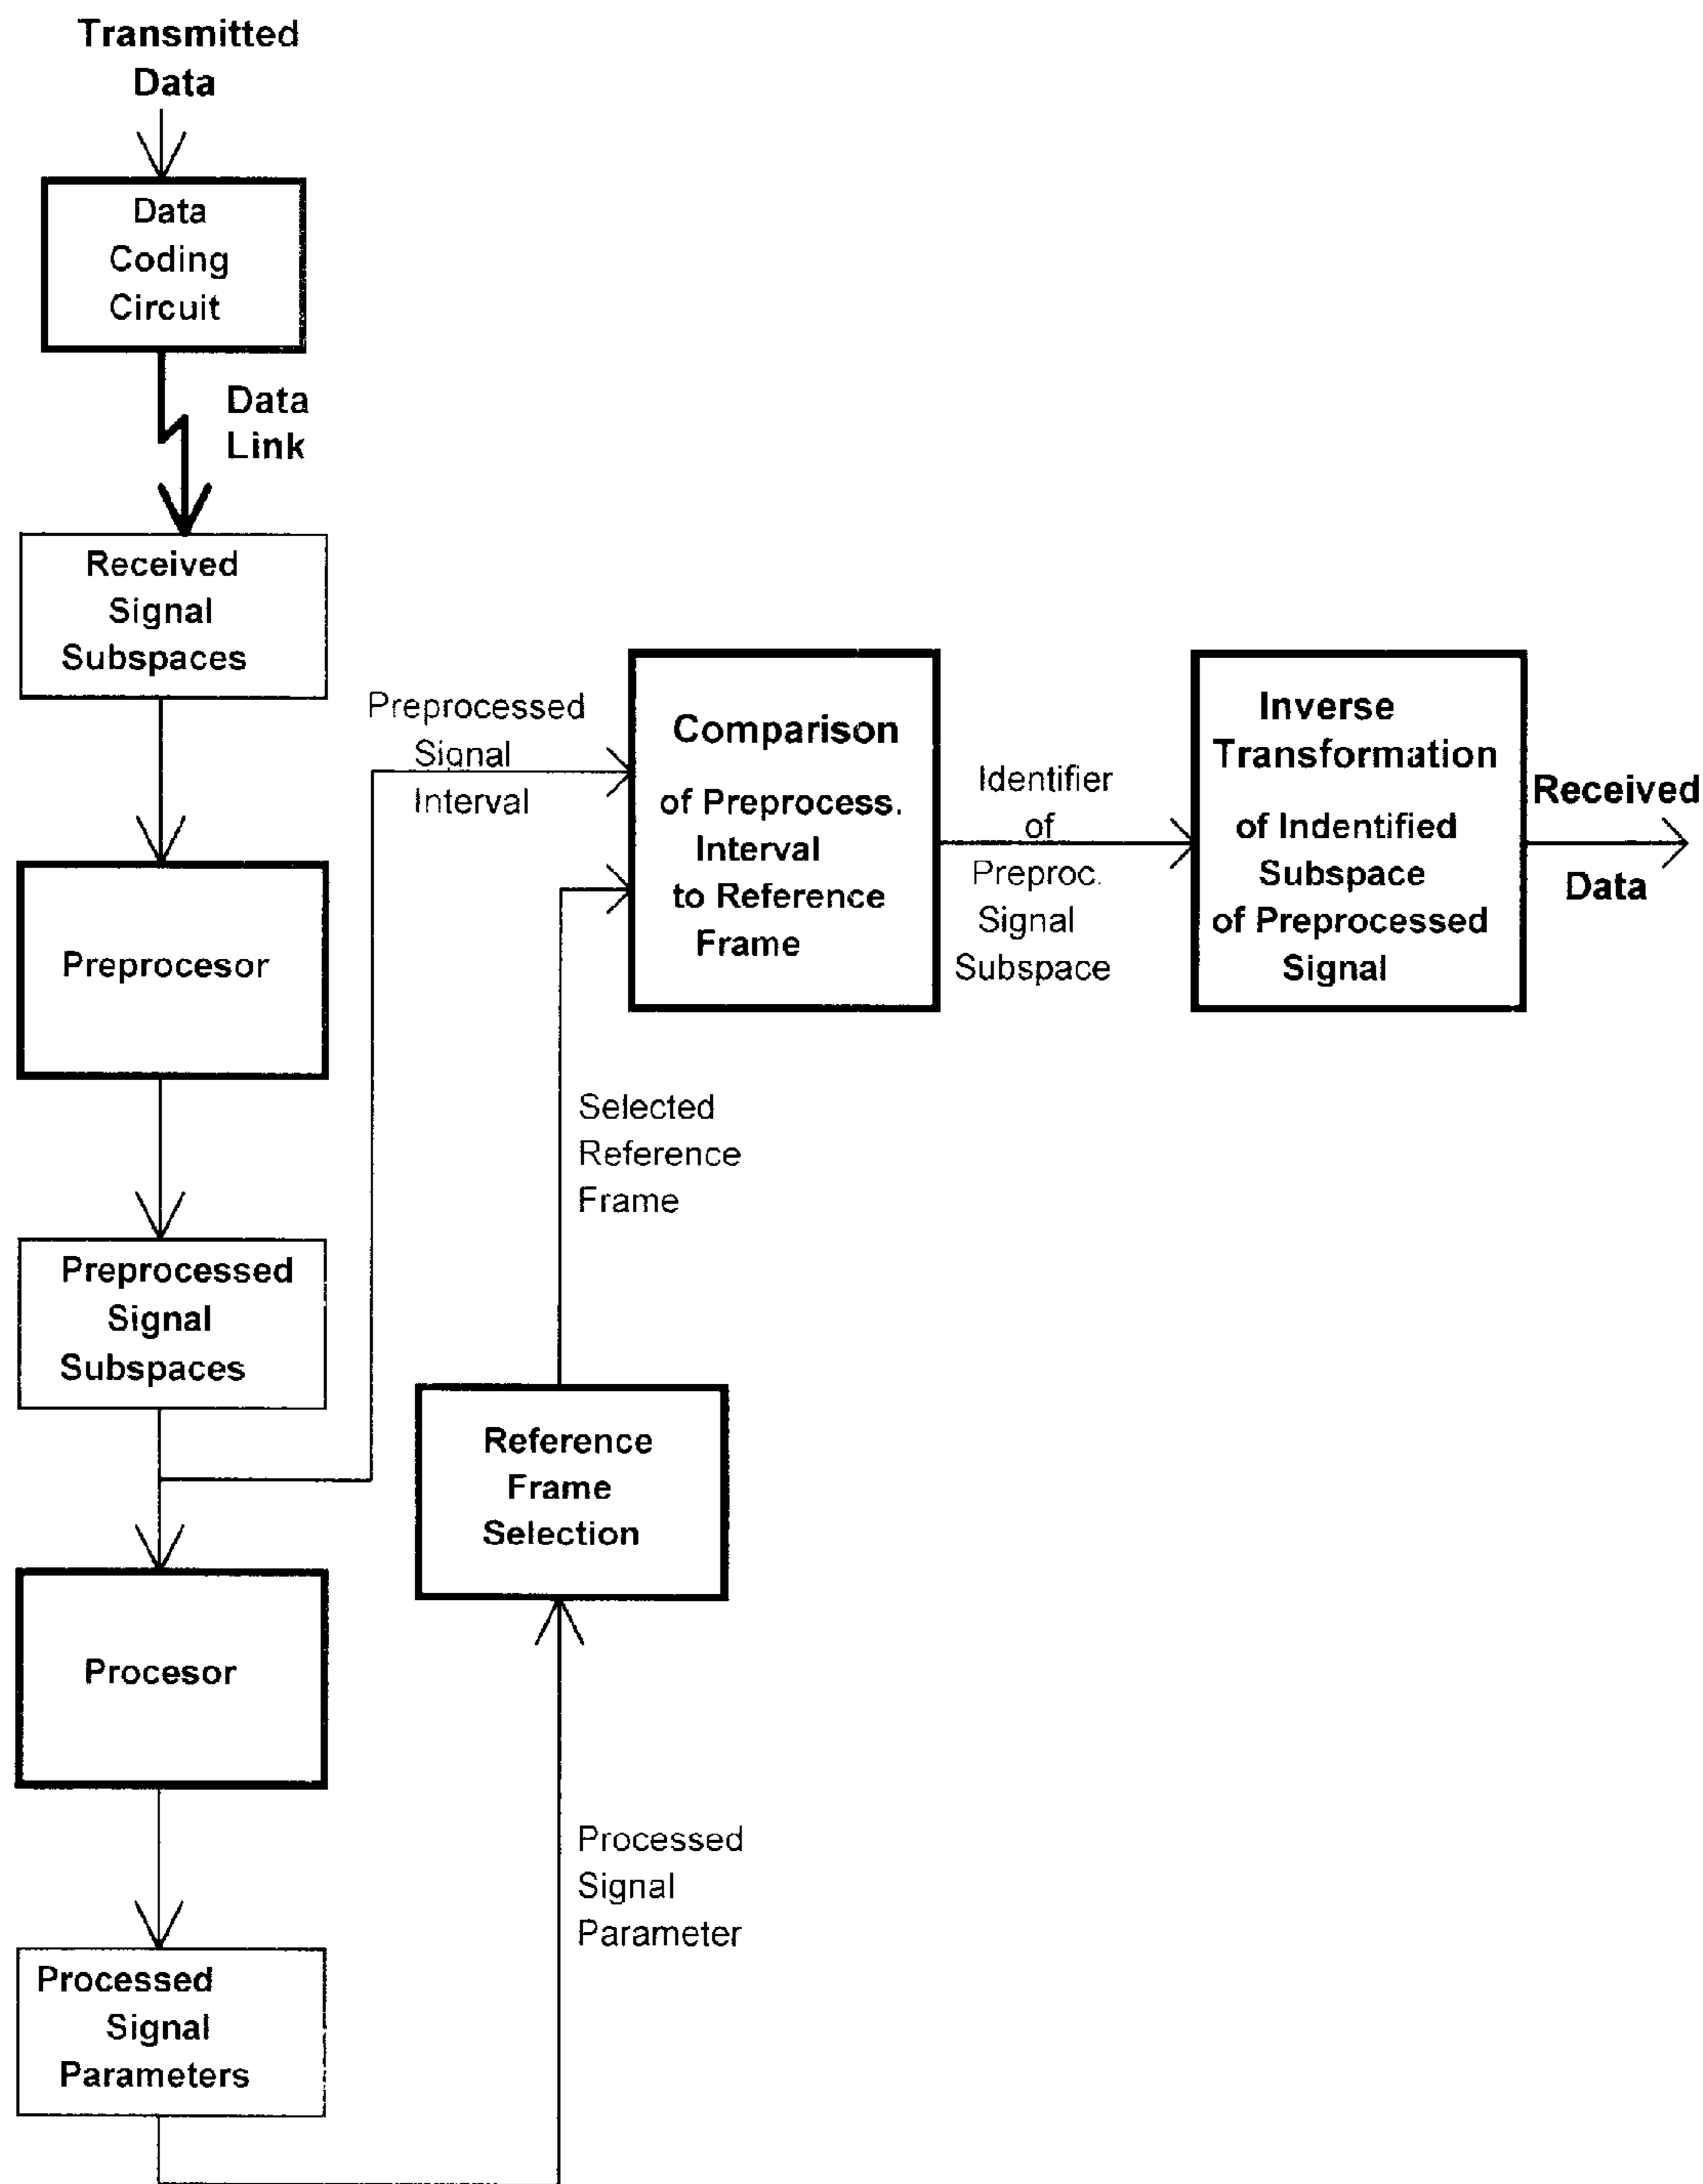 Transmitted
Data
Data
Coding
Circuit
Data
Link
Received
Signal
Subspaces
Preprocesor
Preprocessed
Signal
Subspaces
Procesor
Processed
Signal
Parameters
Processed
Signal
Parameter
Reference
Frame
Selection
Selected
Reference
Frame
Preprocessed
Signal
Interval
Comparison
of Preprocess.
Interval
to Reference
Frame
Identifier
of
Preproc.
Signal
Subspace
Inverse
Transformation
of Indentified
Subspace
of Preprocessed
Signal
Received
Data